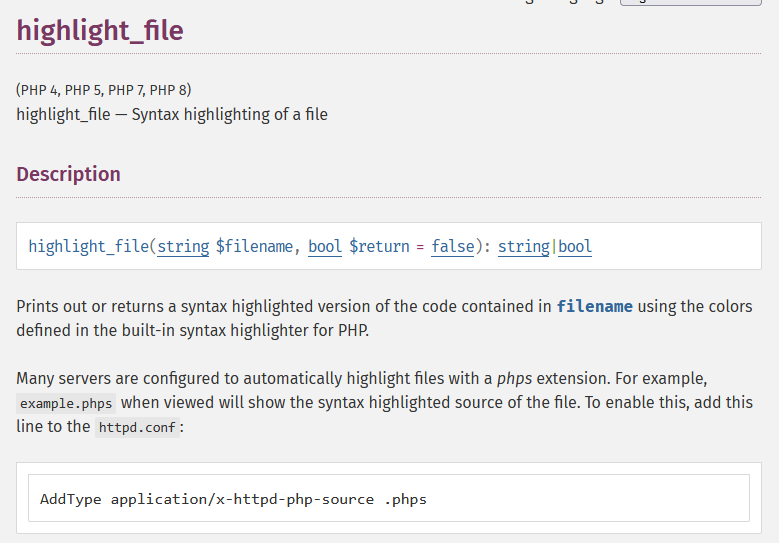 highlight_file
(PHP 4, PHP 5, PHP 7, PHP 8)
highlight_file — Syntax highlighting of a file
Description
highlight_file(string $filename, bool $return = false): string|bool
Prints out or returns a syntax highlighted version of the code contained in filename using the colors
defined in the built-in syntax highlighter for PHP.
Many servers are configured to automatically highlight files with a phps extension. For example,
example.phps when viewed will show the syntax highlighted source of the file. To enable this, add this
line to the httpd.conf:
AddType application/x-httpd-php-source .phps